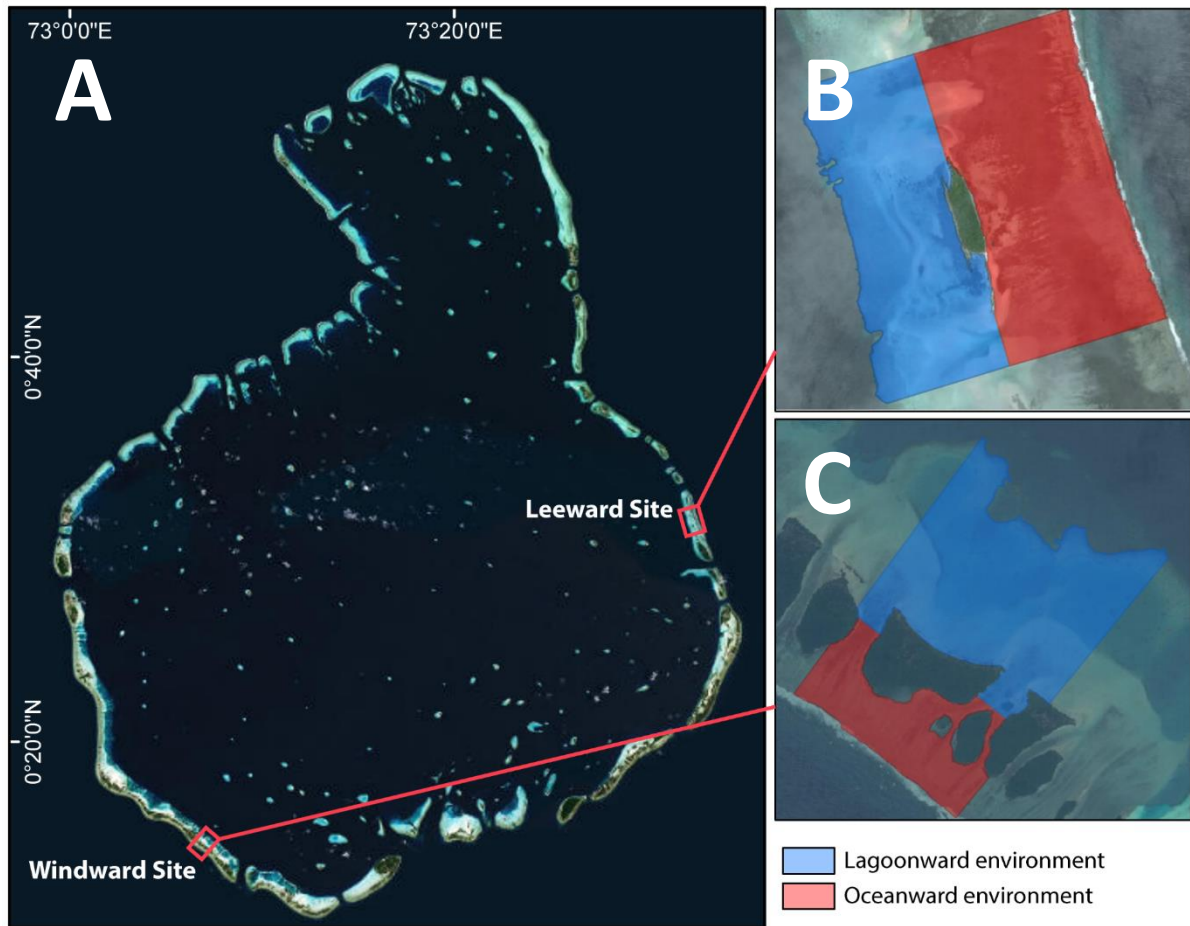 73°0'0"E
73°20'0"E
A
B
0°40'0"N
Leeward Site
C
0°20'0"N
Windward Site
Lagoonward environment
Oceanward environment